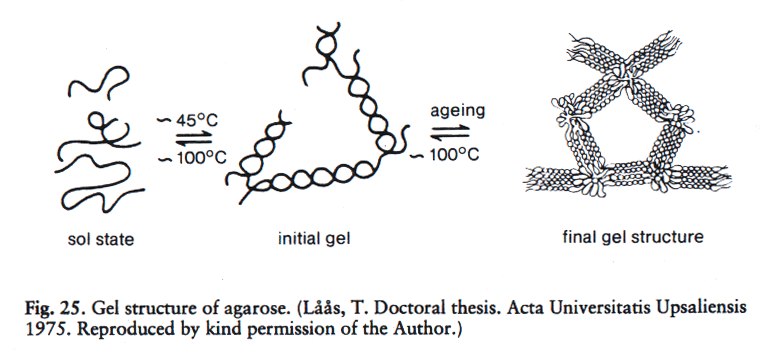 ∽ 45°C
∽ 100°C
ageing
∽ 100°C
sol state
initial gel
final gel structure
Fig. 25. Gel structure of agarose. (Låås, T. Doctoral thesis. Acta Universitatis Upsaliensis
1975. Reproduced by kind permission of the Author.)